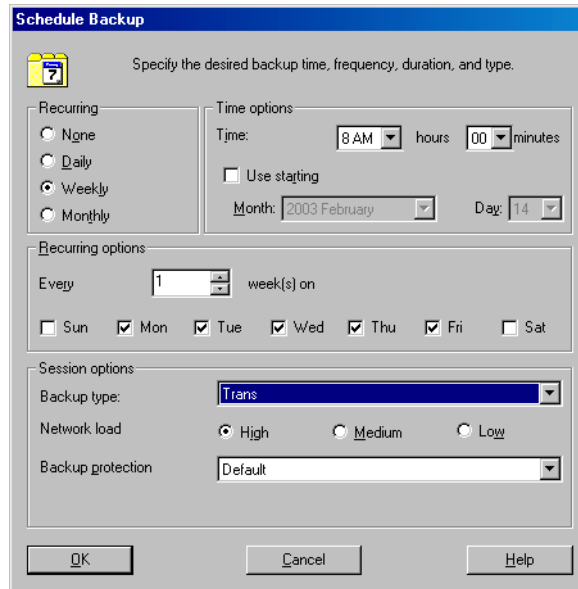 Schedule Backup
7
Specify the desired backup time, frequency, duration, and type.
Recurring
None
Daily
Weekly
Monthly
Time options
Time: 8 AM hours 00 minutes
Use starting
Month: 2003 February Day: 14
Recurring options
Every 1 week(s) on
Sun Mon Tue Wed Thu Fri Sat
Session options
Backup type: Trans
Network load High Medium Low
Backup protection Default
OK Cancel Help